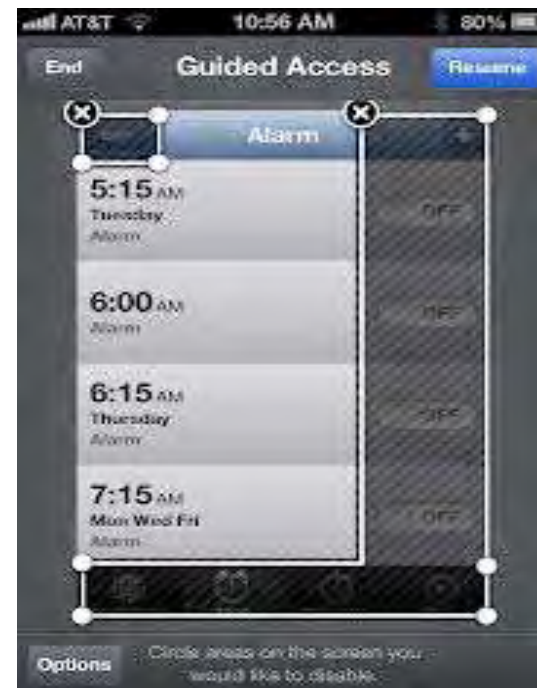 AT&T 10:56 AM 80%
End Guided Access Resume
Alarm +
5:15 AM
Tuesday
Alarm
OFF
6:00 AM
Alarm
OFF
6:15 AM
Thursday
Alarm
OFF
7:15 AM
Mon Wed Fri
Alarm
OFF
Options
Circle areas on the screen you
would like to disable.